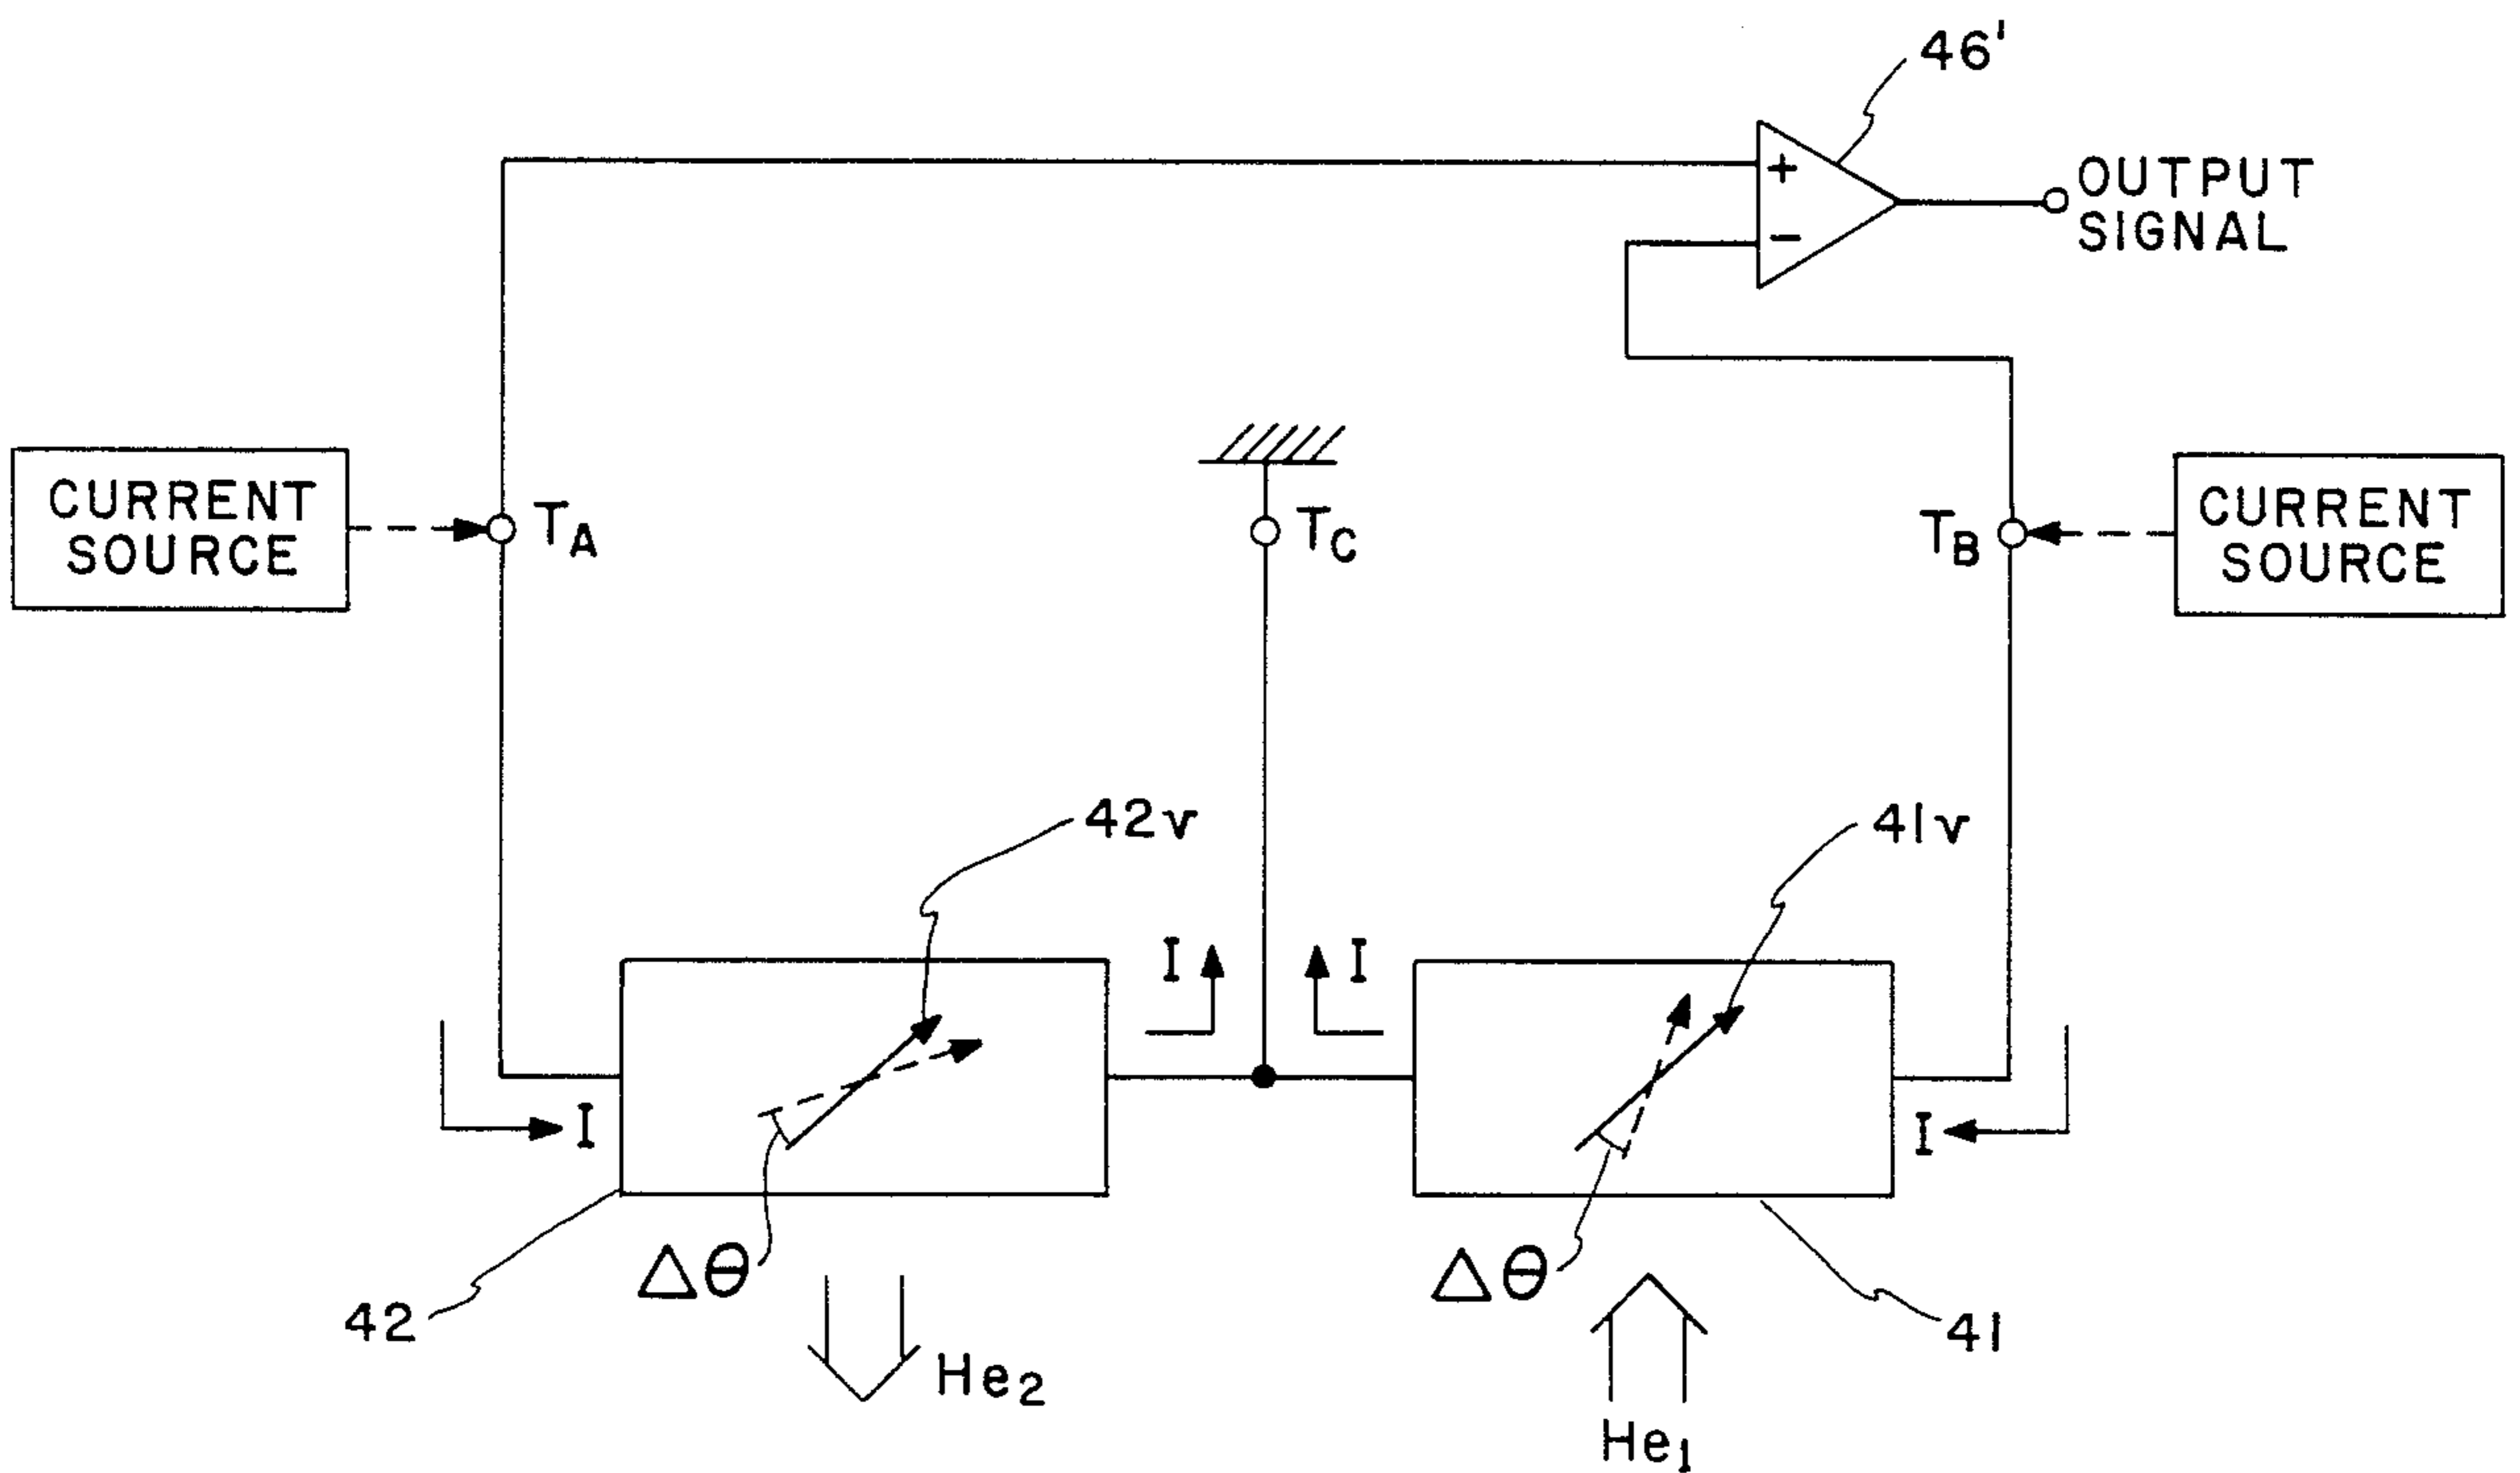 46'
+
−
OUTPUT
SIGNAL
CURRENT
SOURCE
TA
TC
TB
CURRENT
SOURCE
42v
41v
I
I
I
I
Δθ
Δθ
42
He2
41
He1